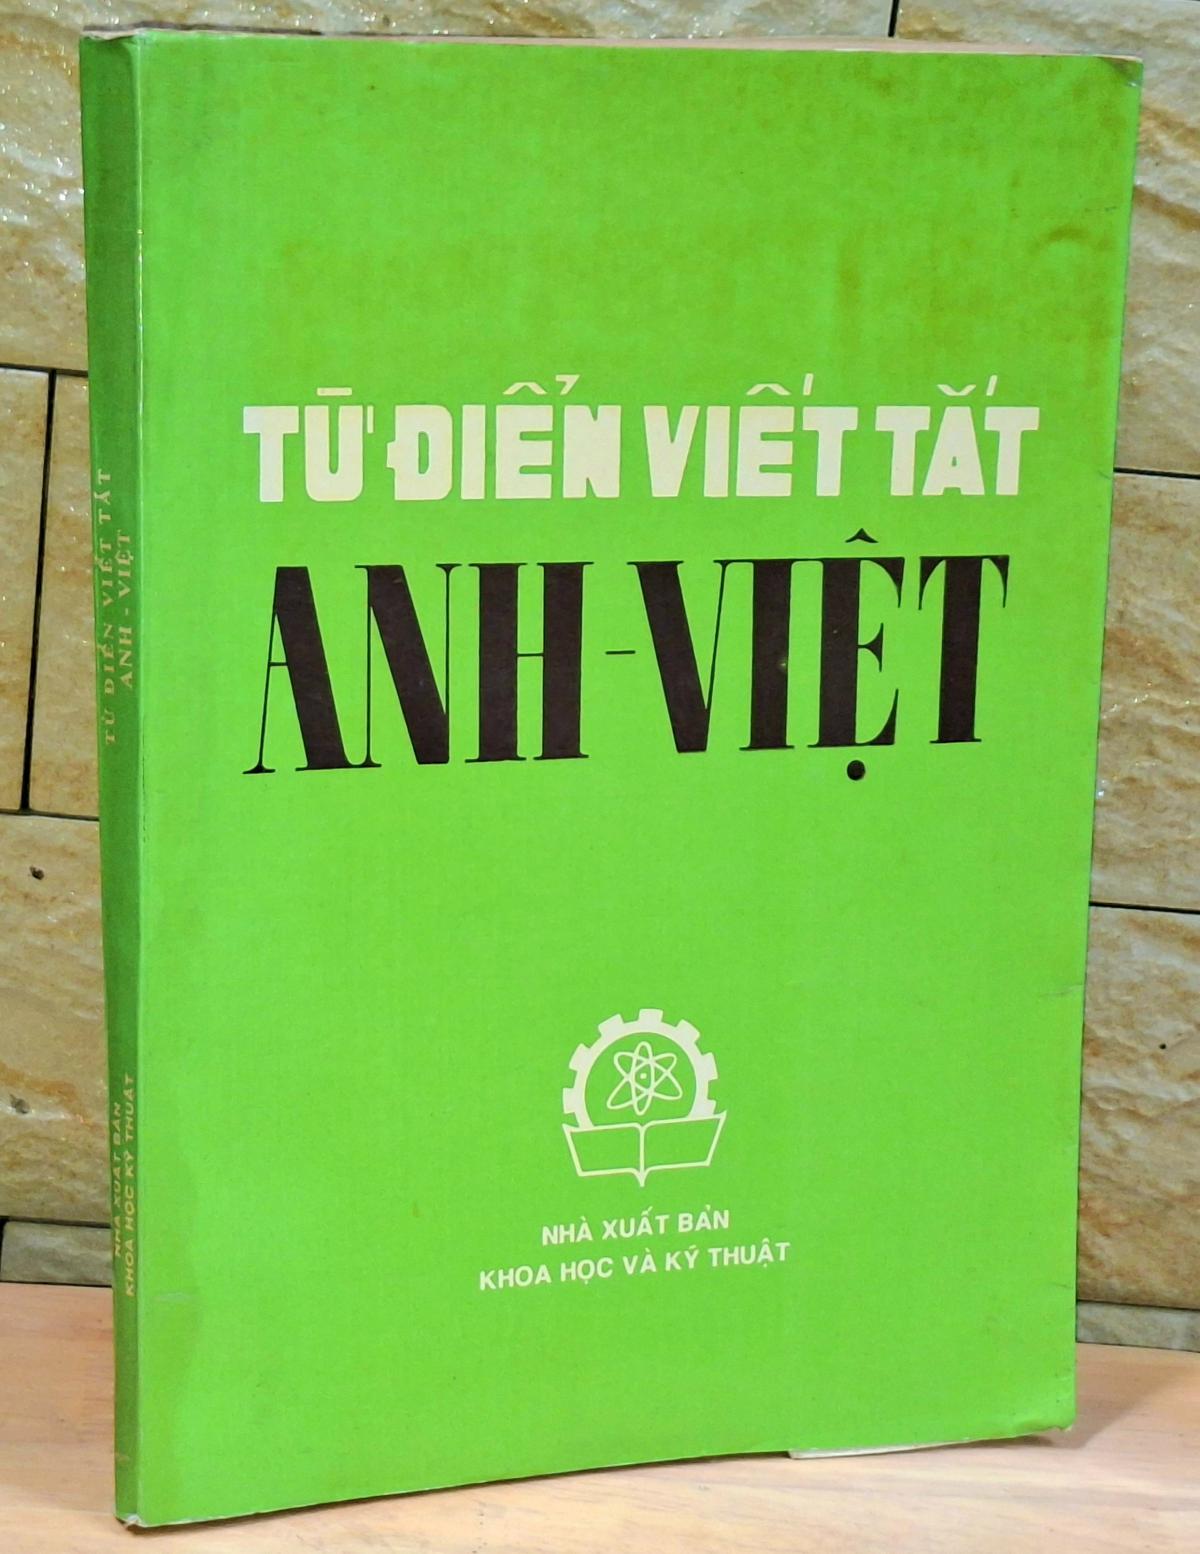 TỪ ĐIỂN VIẾT TẮT
ANH-VIỆT
NHÀ XUẤT BẢN
KHOA HỌC VÀ KỸ THUẬT
TỪ ĐIỂN VIẾT TẮT
ANH - VIỆT
NHÀ XUẤT BẢN
KHOA HỌC KỸ THUẬT